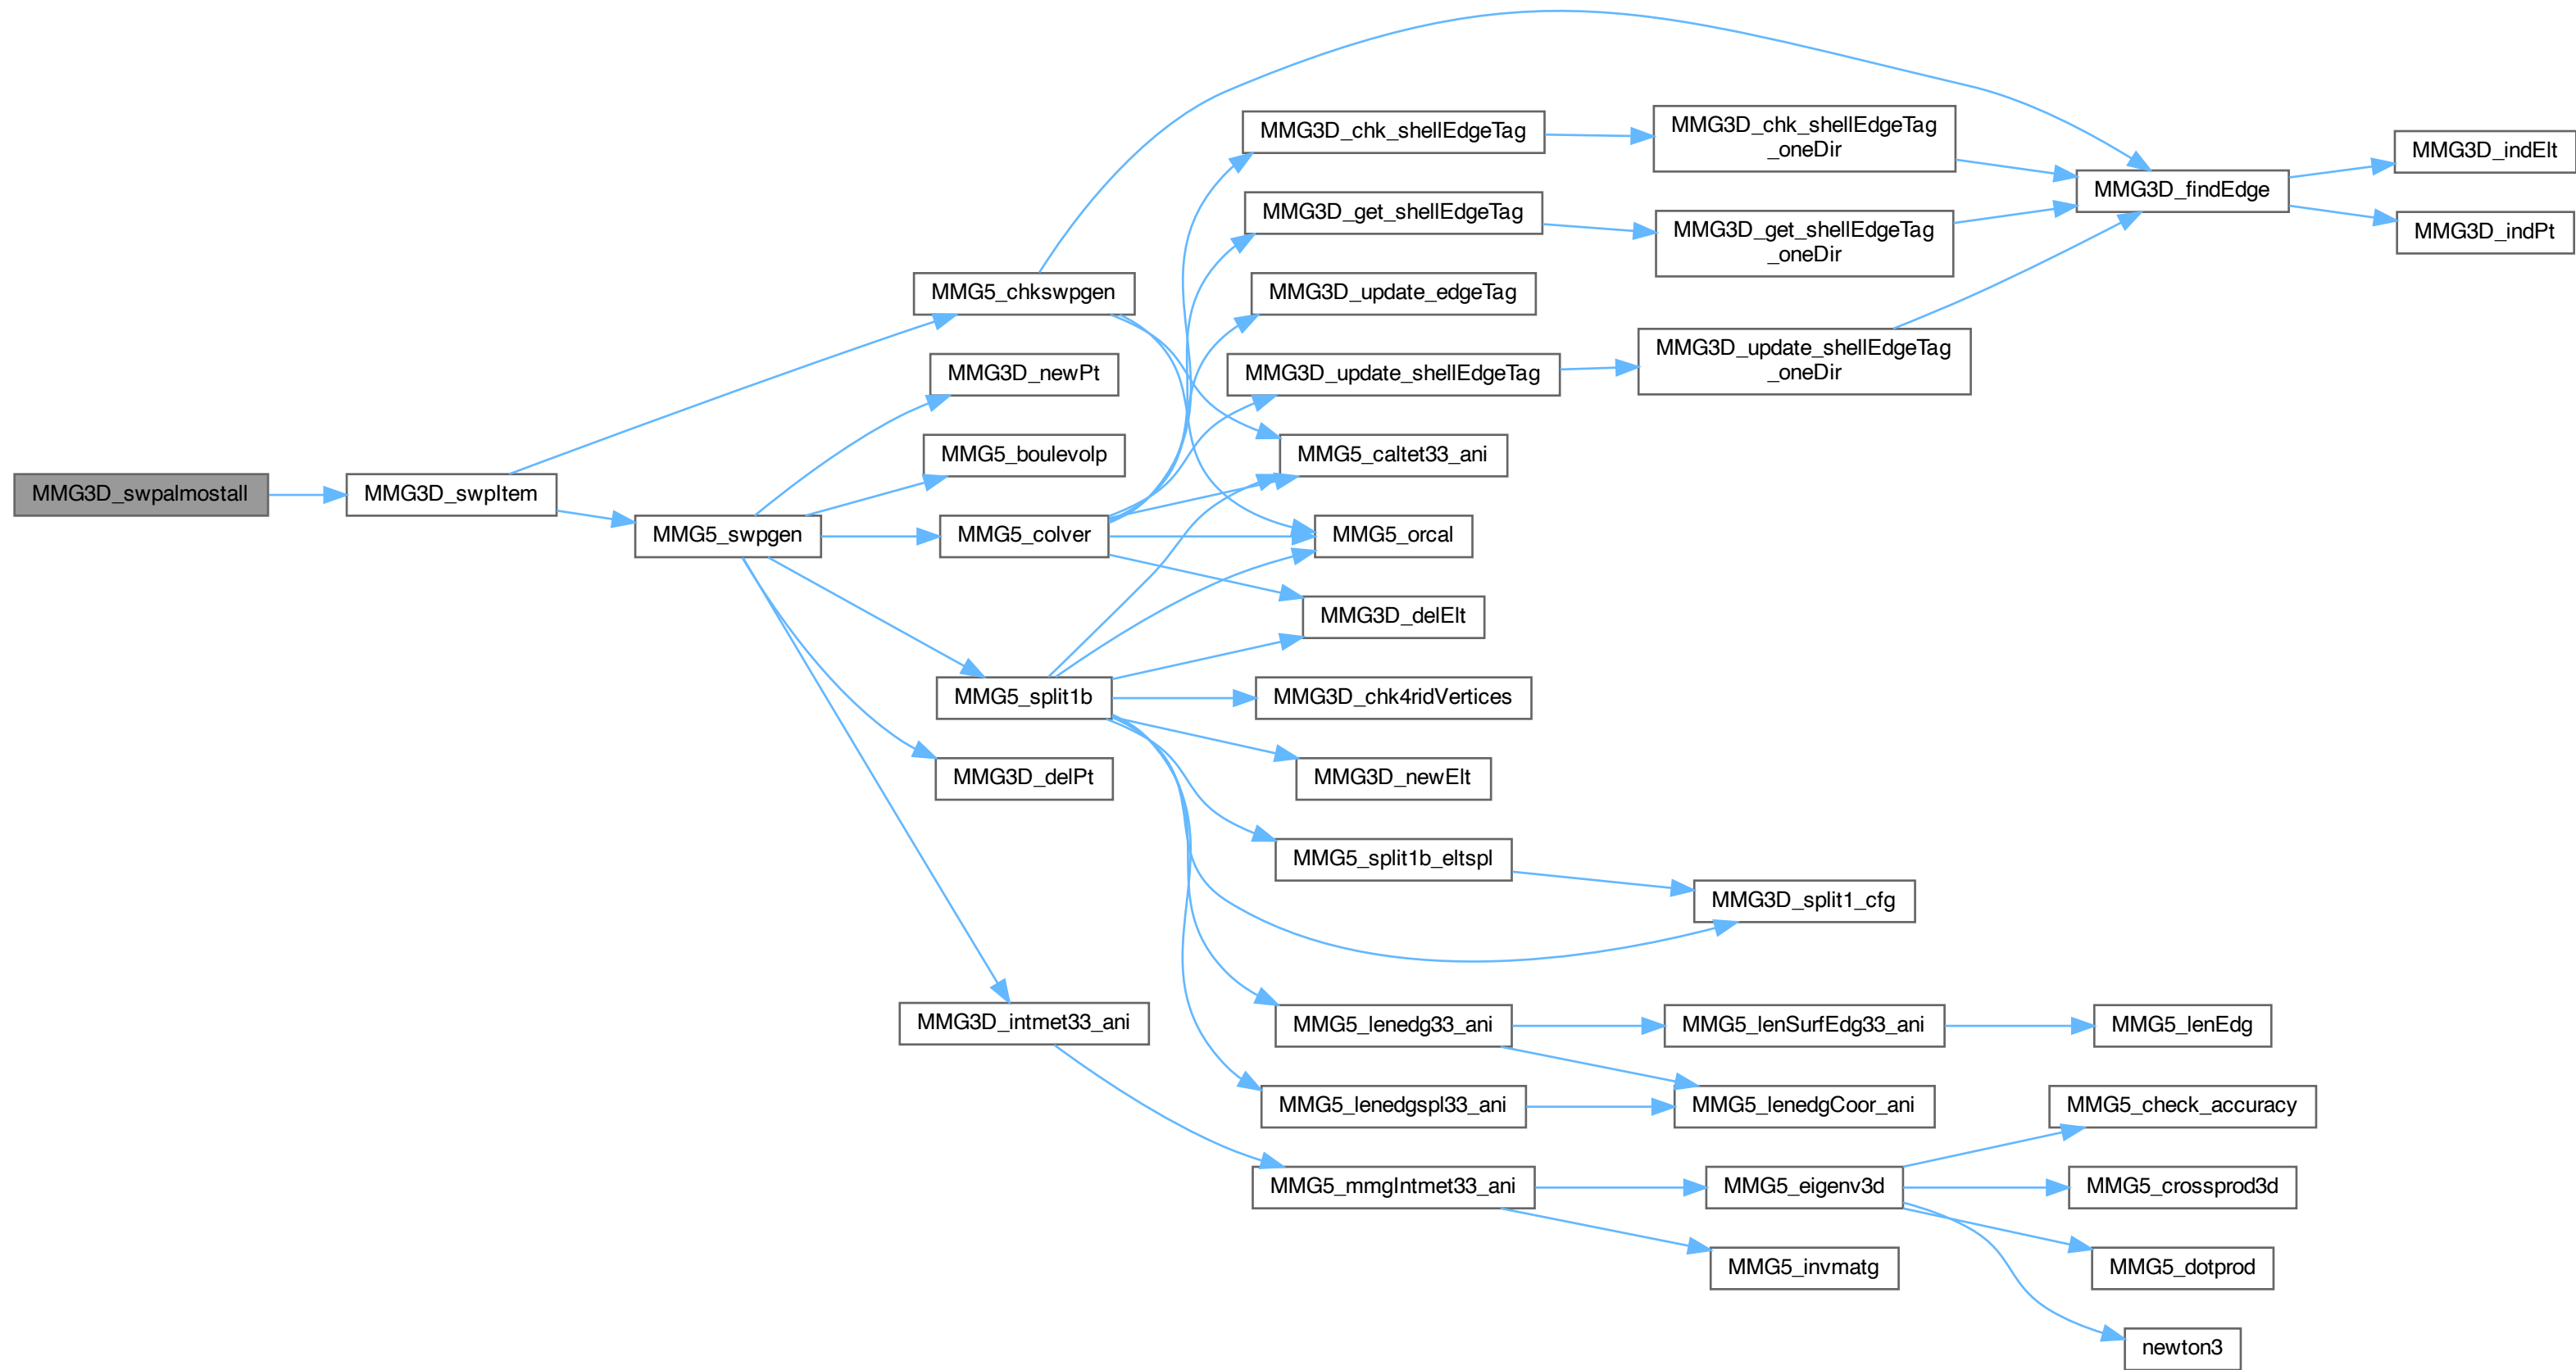 MMG3D_swpalmostall
MMG3D_swpItem
MMG5_chkswpgen
MMG5_swpgen
MMG3D_newPt
MMG5_boulevolp
MMG5_colver
MMG5_split1b
MMG3D_delPt
MMG3D_intmet33_ani
MMG3D_chk_shellEdgeTag
MMG3D_get_shellEdgeTag
MMG3D_update_edgeTag
MMG3D_update_shellEdgeTag
MMG5_caltet33_ani
MMG5_orcal
MMG3D_delElt
MMG3D_chk4ridVertices
MMG3D_newElt
MMG5_split1b_eltspl
MMG5_lenedg33_ani
MMG5_lenedgspl33_ani
MMG5_mmgIntmet33_ani
MMG3D_chk_shellEdgeTag
_oneDir
MMG3D_get_shellEdgeTag
_oneDir
MMG3D_update_shellEdgeTag
_oneDir
MMG3D_split1_cfg
MMG5_lenSurfEdg33_ani
MMG5_lenedgCoor_ani
MMG5_eigenv3d
MMG5_invmatg
MMG3D_findEdge
MMG5_lenEdg
MMG5_check_accuracy
MMG5_crossprod3d
MMG5_dotprod
newton3
MMG3D_indElt
MMG3D_indPt